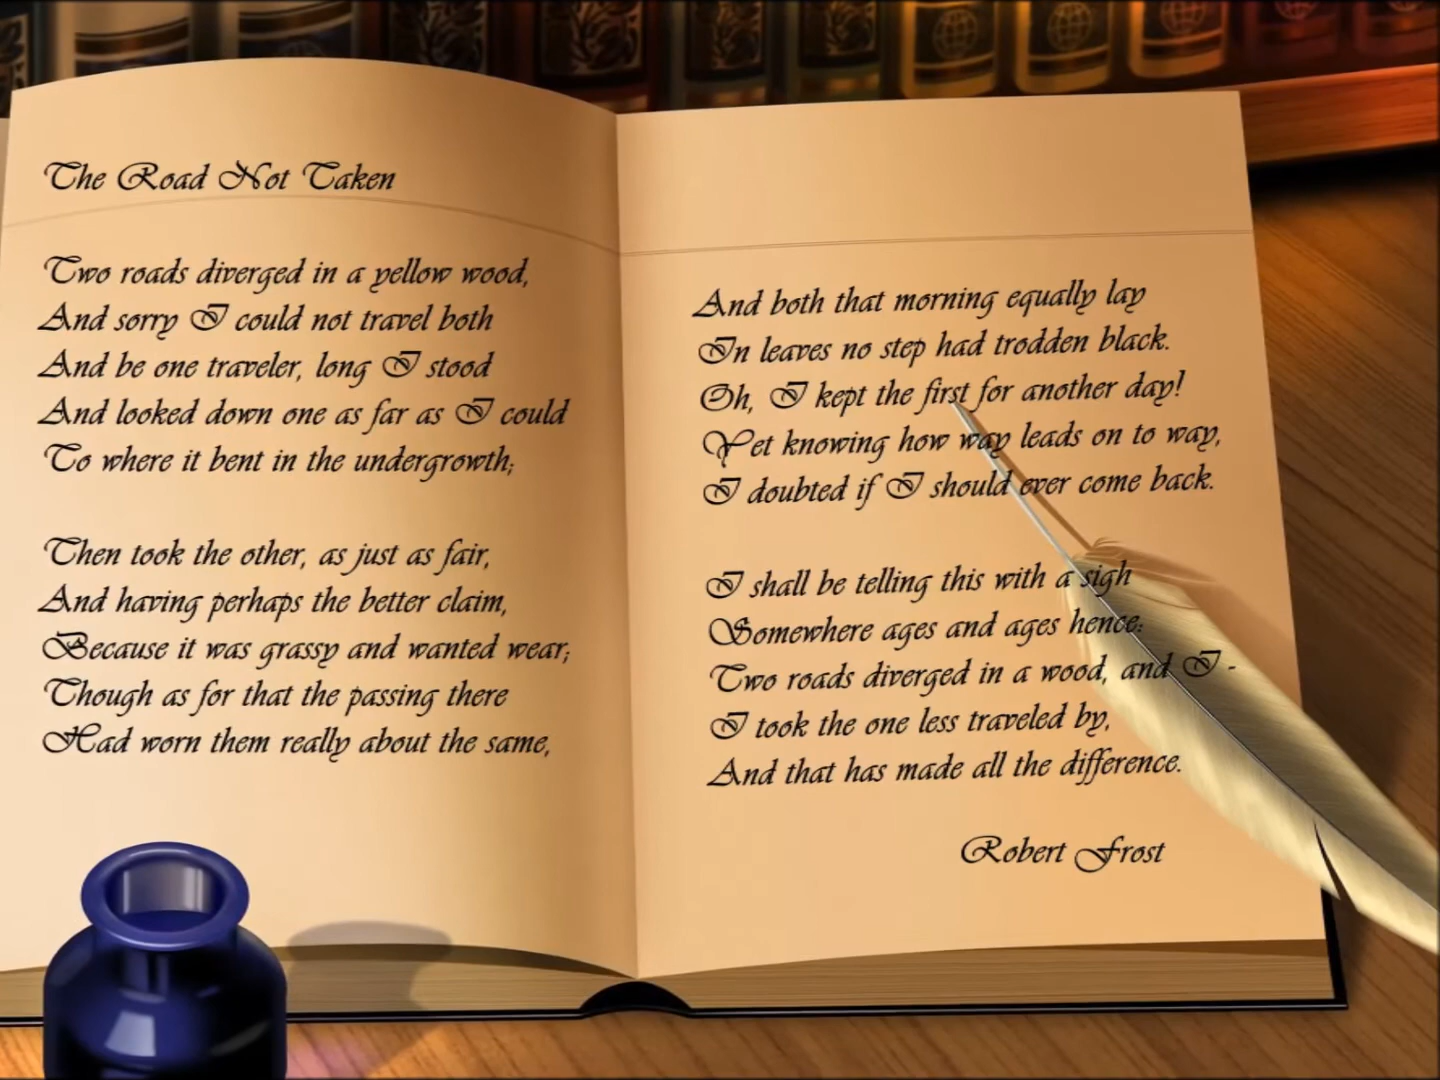 The Road Not Taken
Two roads diverged in a yellow wood,
And sorry I could not travel both
And be one traveler, long I stood
And looked down one as far as I could
To where it bent in the undergrowth;
Then took the other, as just as fair,
And having perhaps the better claim,
Because it was grassy and wanted wear;
Though as for that the passing there
Had worn them really about the same,
And both that morning equally lay
In leaves no step had trodden black.
Oh, I kept the first for another day!
Yet knowing how way leads on to way,
I doubted if I should ever come back.
I shall be telling this with a sigh
Somewhere ages and ages hence:
Two roads diverged in a wood, and I -
I took the one less traveled by,
And that has made all the difference.
Robert Frost